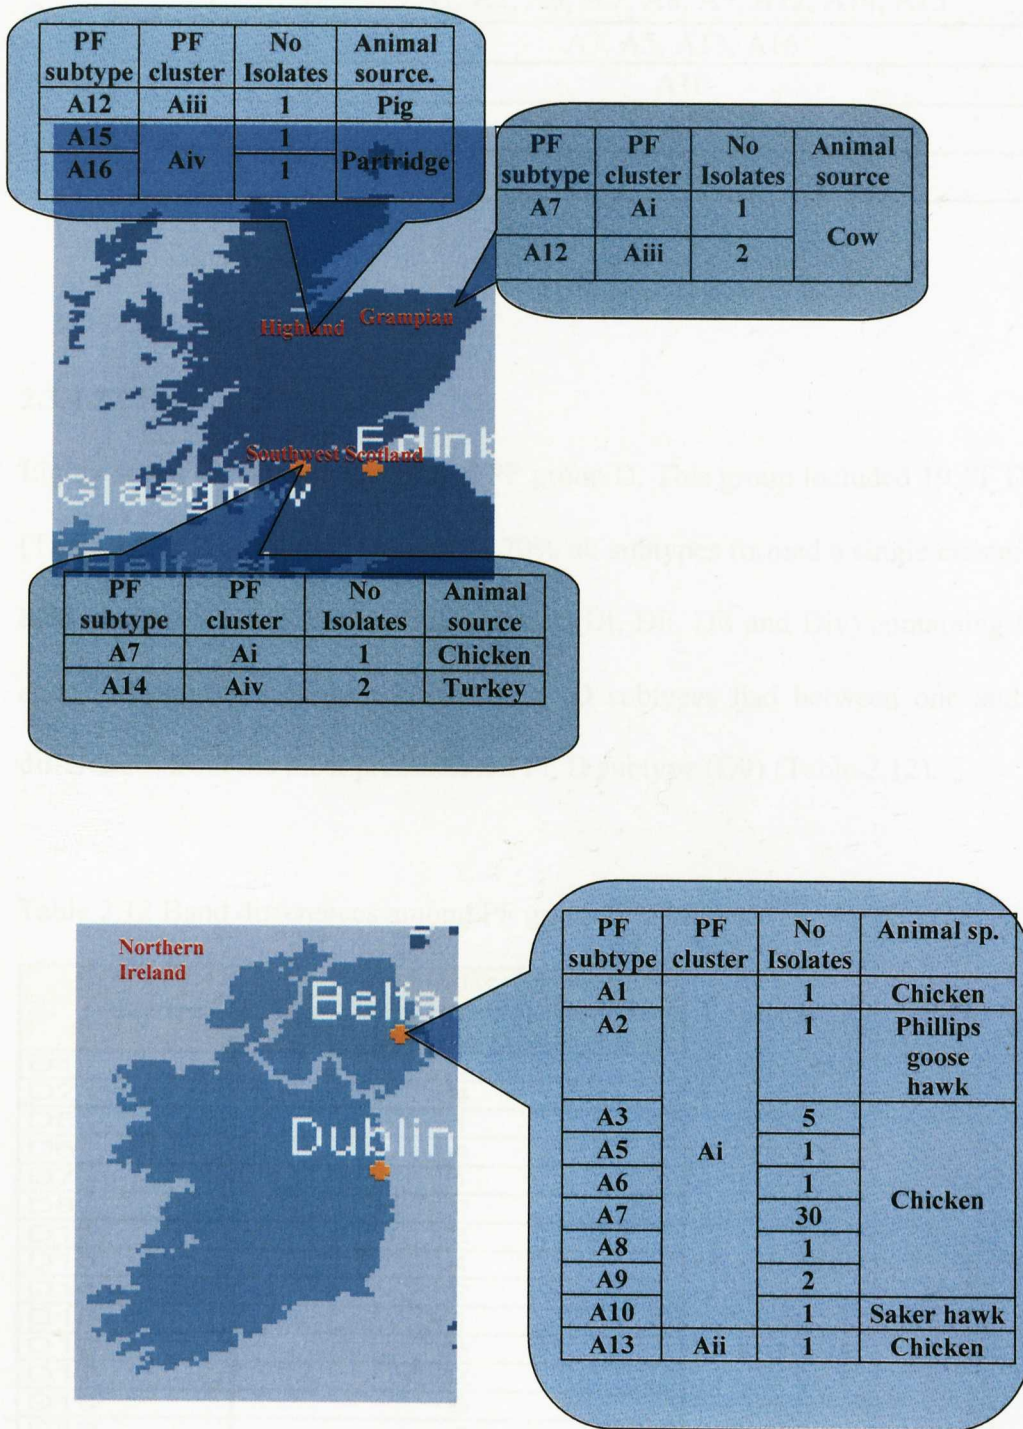 PF subtype PF cluster No Isolates Animal source.
A12 Aiii 1 Pig
A15 Aiv 1 Partridge
A16 1
PF subtype PF cluster No Isolates Animal source
A7 Ai 1 Cow
A12 Aiii 2
Highland Grampian
Edinb
Southwest Scotland
Glasgow
Belfast
PF subtype PF cluster No Isolates Animal source
A7 Ai 1 Chicken
A14 Aiv 2 Turkey
Northern
Ireland
Belfa
Dublin
PF subtype PF cluster No Isolates Animal sp.
A1 Ai 1 Chicken
A2 1 Phillips goose hawk
A3 5 Chicken
A5 1
A6 1
A7 30
A8 1
A9 2
A10 1 Saker hawk
A13 Aii 1 Chicken